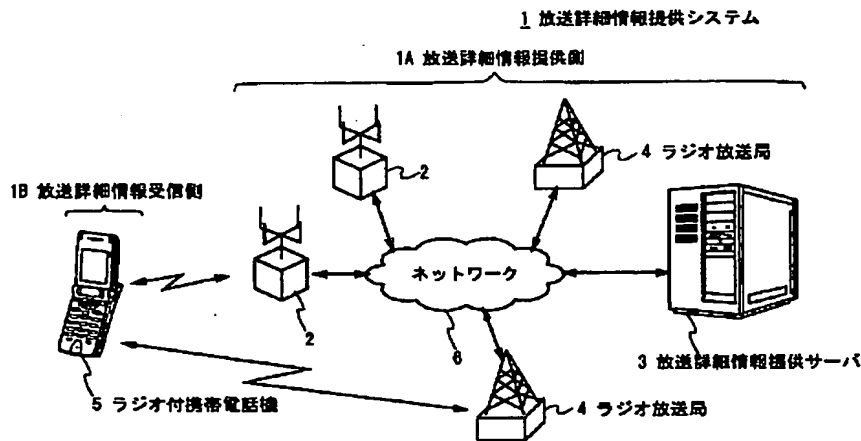 1 放送詳細情報提供システム
1A 放送詳細情報提供側
2
4 ラジオ放送局
1B 放送詳細情報受信側
ネットワーク
2
6
3 放送詳細情報提供サーバ
5 ラジオ付携帯電話機
4 ラジオ放送局